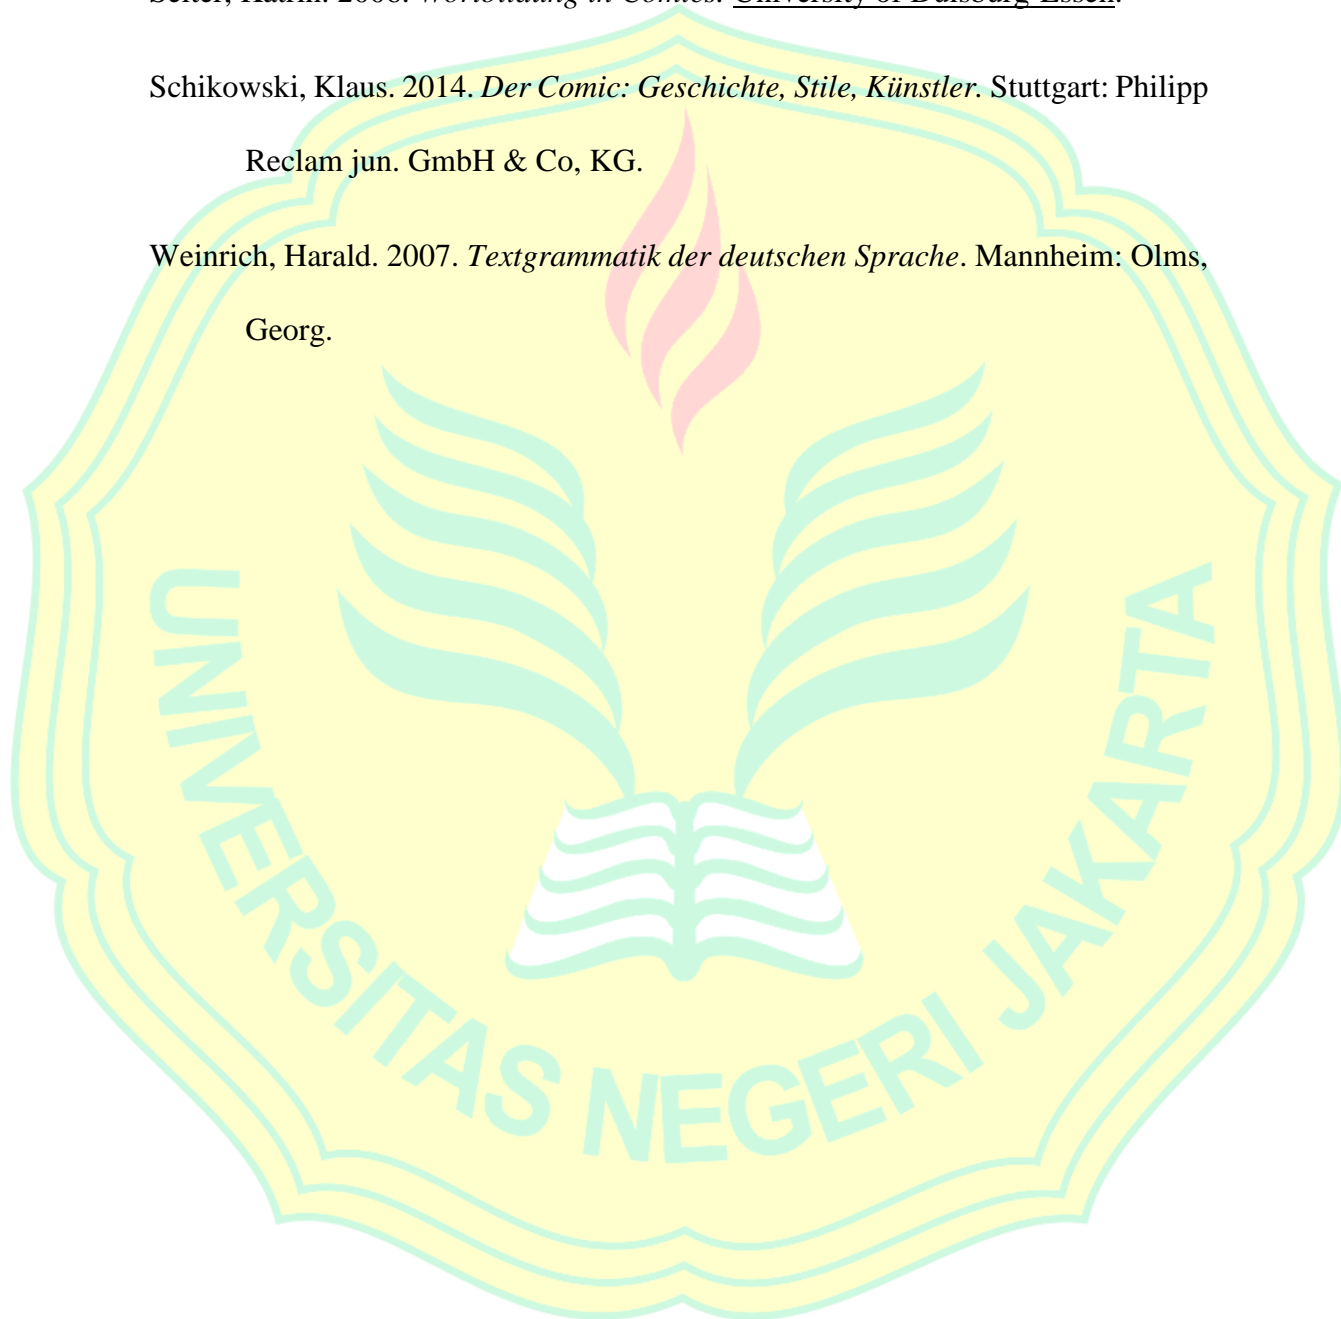 Schikowski, Klaus. 2014. Der Comic: Geschichte, Stile, Künstler. Stuttgart: Philipp
Reclam jun. GmbH & Co, KG.
Weinrich, Harald. 2007. Textgrammatik der deutschen Sprache. Mannheim: Olms,
Georg.
UNIVERSITAS NEGERI JAKARTA